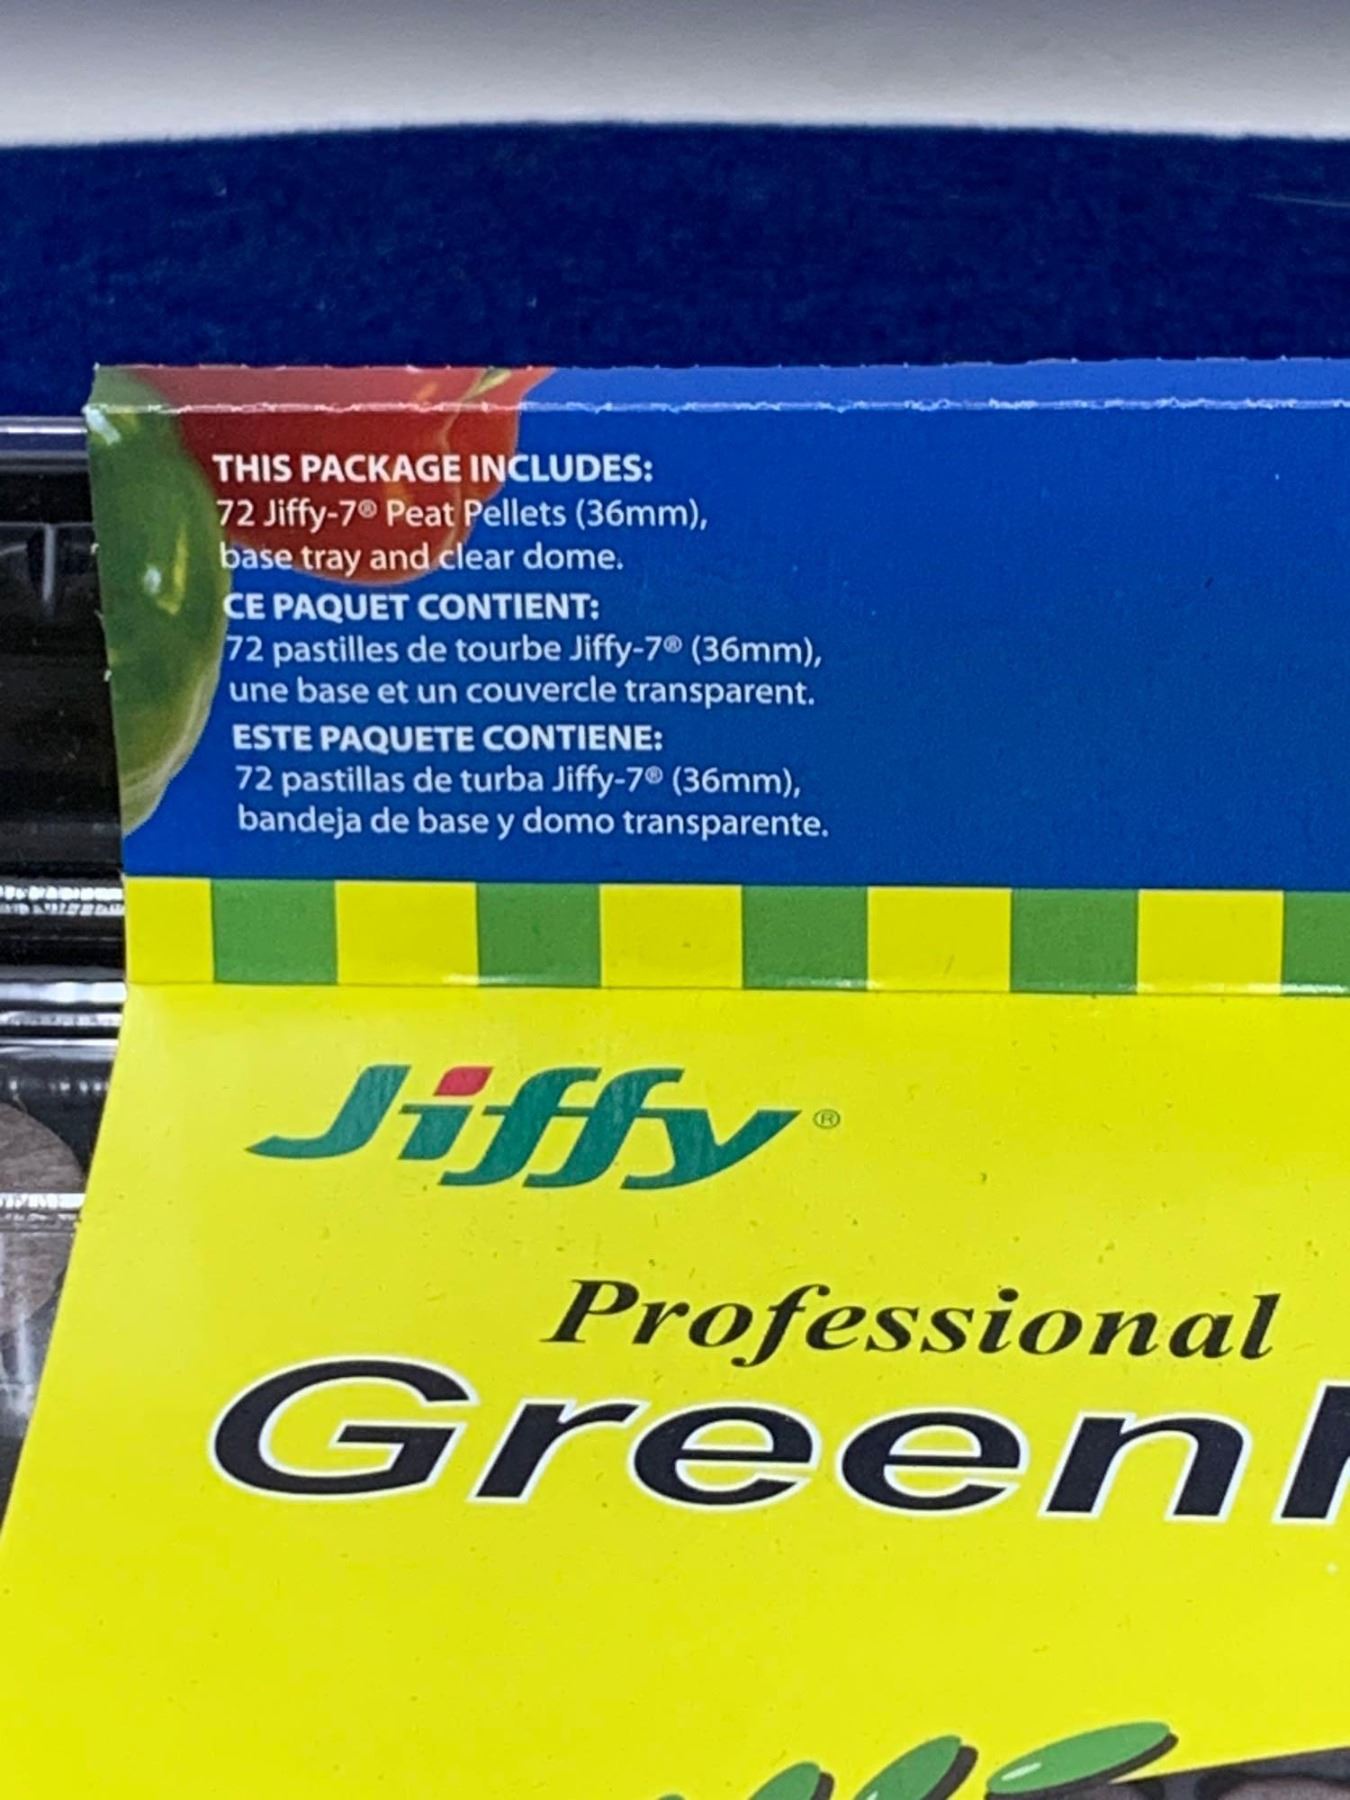 THIS PACKAGE INCLUDES:
72 Jiffy-7® Peat Pellets (36mm),
base tray and clear dome.
CE PAQUET CONTIENT:
72 pastilles de tourbe Jiffy-7® (36mm),
une base et un couvercle transparent.
ESTE PAQUETE CONTIENE:
72 pastillas de turba Jiffy-7® (36mm),
bandeja de base y domo transparente.
Jiffy®
Professional
Green